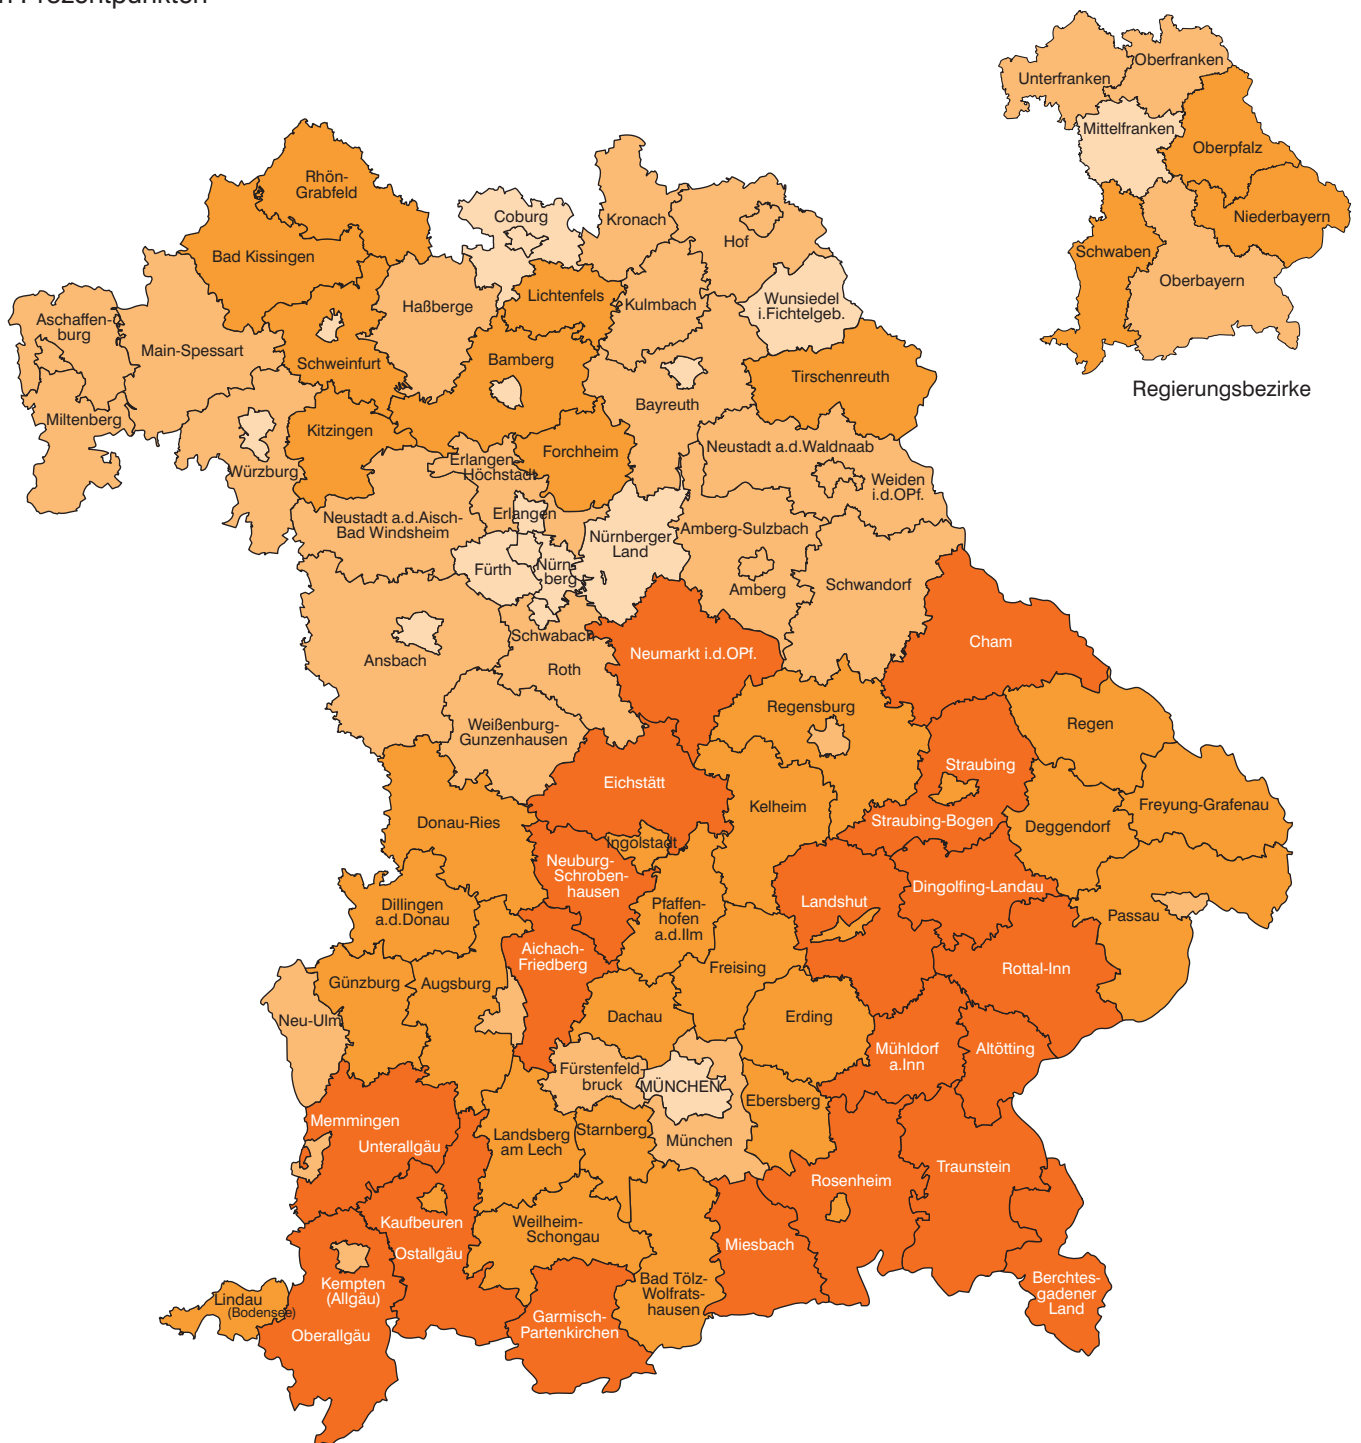 n Prozentpunkten
Unterfranken
Oberfranken
Mittelfranken
Oberpfalz
Niederbayern
Schwaben
Oberbayern
Regierungsbezirke
Rhön-
Grabfeld
Bad Kissingen
Coburg
Kronach
Hof
Haßberge
Lichtenfels
Kulmbach
Wunsiedel
i.Fichtelgeb.
Aschaffen-
burg
Main-Spessart
Schweinfurt
Bamberg
Tirschenreuth
Miltenberg
Kitzingen
Bayreuth
Würzburg
Erlangen-
Höchstadt
Forchheim
Neustadt a.d.Waldnaab
Weiden
i.d.OPf.
Neustadt a.d.Aisch-
Bad Windsheim
Erlangen
Nürnberger
Land
Amberg-Sulzbach
Fürth
Nürn-
berg
Amberg
Schwandorf
Ansbach
Schwabach
Roth
Neumarkt i.d.OPf.
Cham
Weißenburg-
Gunzenhausen
Regensburg
Regen
Eichstätt
Straubing
Kelheim
Freyung-Grafenau
Donau-Ries
Straubing-Bogen
Deggendorf
Ingolstadt
Neuburg-
Schroben-
hausen
Dingolfing-Landau
Dillingen
a.d.Donau
Pfaffen-
hofen
a.d.Ilm
Landshut
Passau
Aichach-
Friedberg
Freising
Rottal-Inn
Günzburg
Augsburg
Neu-Ulm
Dachau
Erding
Mühldorf
a.Inn
Altötting
Fürstenfeld
bruck
MÜNCHEN
Ebersberg
Memmingen
Unterallgäu
Landsberg
am Lech
Starnberg
München
Traunstein
Rosenheim
Kaufbeuren
Ostallgäu
Weilheim-
Schongau
Miesbach
Kempten
(Allgäu)
Bad Tölz-
Wolfrats-
hausen
Berchtes-
gadener
Land
Lindau
(Bodensee)
Oberallgäu
Garmisch-
Partenkirchen